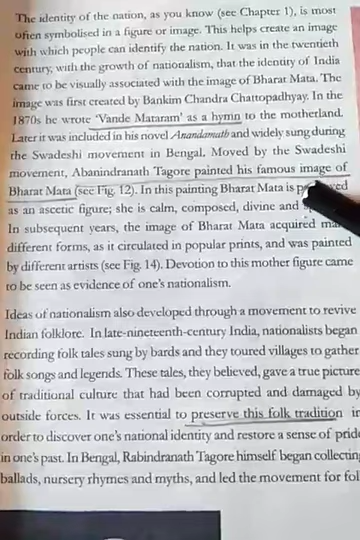 The identity of the nation, as you know (see Chapter 1), is most
often symbolised in a figure or image. This helps create an image
with which people can identify the nation. It was in the twentieth
century, with the growth of nationalism, that the identity of India
came to be visually associated with the image of Bharat Mata. The
image was first created by Bankim Chandra Chattopadhyay. In the
1870s he wrote ‘Vande Mataram’ as a hymn to the motherland.
Later it was included in his novel Anandamath and widely sung during
the Swadeshi movement in Bengal. Moved by the Swadeshi
movement, Abanindranath Tagore painted his famous image of
Bharat Mata (see Fig. 12). In this painting Bharat Mata is
as an ascetic figure; she is calm, composed, divine and
In subsequent years, the image of Bharat Mata acquired
different forms, as it circulated in popular prints, and was painted
by different artists (see Fig. 14). Devotion to this mother figure came
to be seen as evidence of one’s nationalism.
Ideas of nationalism also developed through a movement to revive
Indian folklore. In late-nineteenth-century India, nationalists began
recording folk tales sung by bards and they toured villages to gather
folk songs and legends. These tales, they believed, gave a true picture
of traditional culture that had been corrupted and damaged by
outside forces. It was essential to preserve this folk tradition in
order to discover one’s national identity and restore a sense of pride
in one’s past. In Bengal, Rabindranath Tagore himself began collecting
ballads, nursery rhymes and myths, and led the movement for